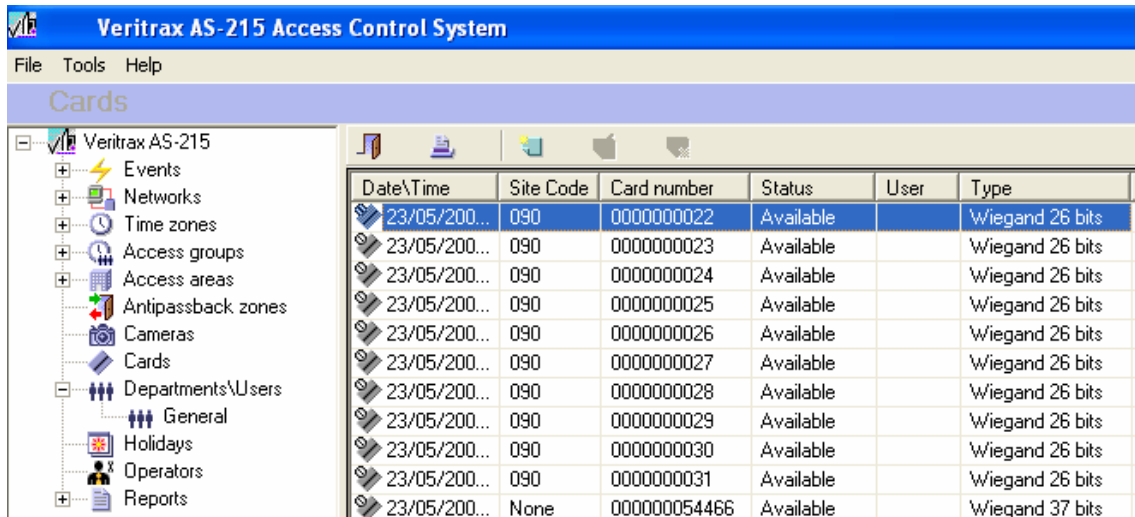 Veritrax AS-215 Access Control System
File Tools Help
Cards
Veritrax AS-215
Events
Networks
Time zones
Access groups
Access areas
Antipassback zones
Cameras
Cards
Departments\Users
General
Holidays
Operators
Reports
Date\Time Site Code Card number Status User Type
23/05/200... 090 0000000022 Available Wiegand 26 bits
23/05/200... 090 0000000023 Available Wiegand 26 bits
23/05/200... 090 0000000024 Available Wiegand 26 bits
23/05/200... 090 0000000025 Available Wiegand 26 bits
23/05/200... 090 0000000026 Available Wiegand 26 bits
23/05/200... 090 0000000027 Available Wiegand 26 bits
23/05/200... 090 0000000028 Available Wiegand 26 bits
23/05/200... 090 0000000029 Available Wiegand 26 bits
23/05/200... 090 0000000030 Available Wiegand 26 bits
23/05/200... 090 0000000031 Available Wiegand 26 bits
23/05/200... None 000000054466 Available Wiegand 37 bits